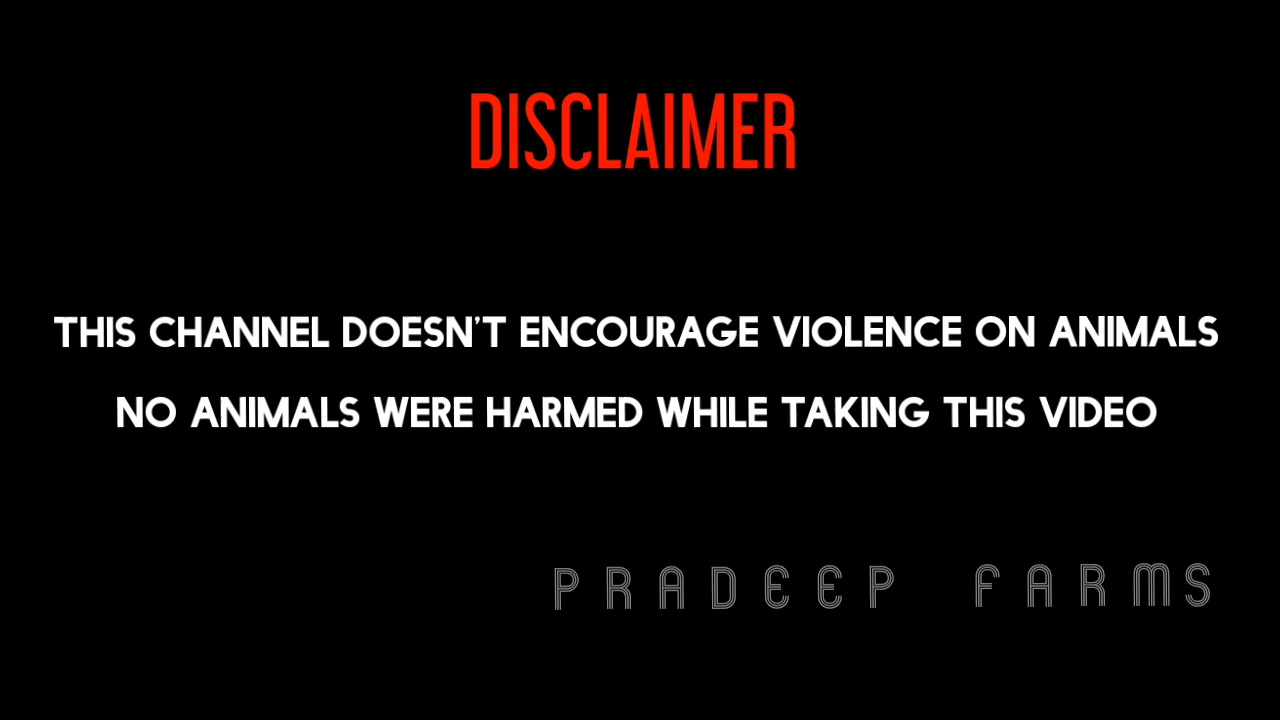 DISCLAIMER
THIS CHANNEL DOESN'T ENCOURAGE VIOLENCE ON ANIMALS
NO ANIMALS WERE HARMED WHILE TAKING THIS VIDEO
PRADEEP FARMS